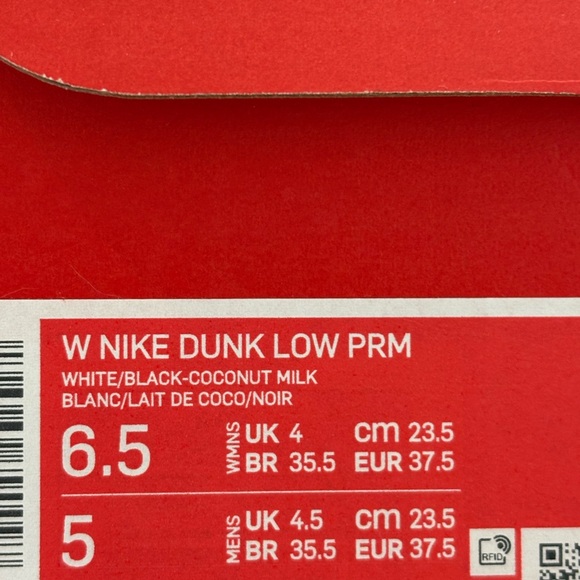 W NIKE DUNK LOW PRM
WHITE/BLACK-COCONUT MILK
BLANC/LAIT DE COCO/NOIR
6.5 WMNS UK 4 cm 23.5
BR 35.5 EUR 37.5
5 MENS UK 4.5 cm 23.5
BR 35.5 EUR 37.5
RFID